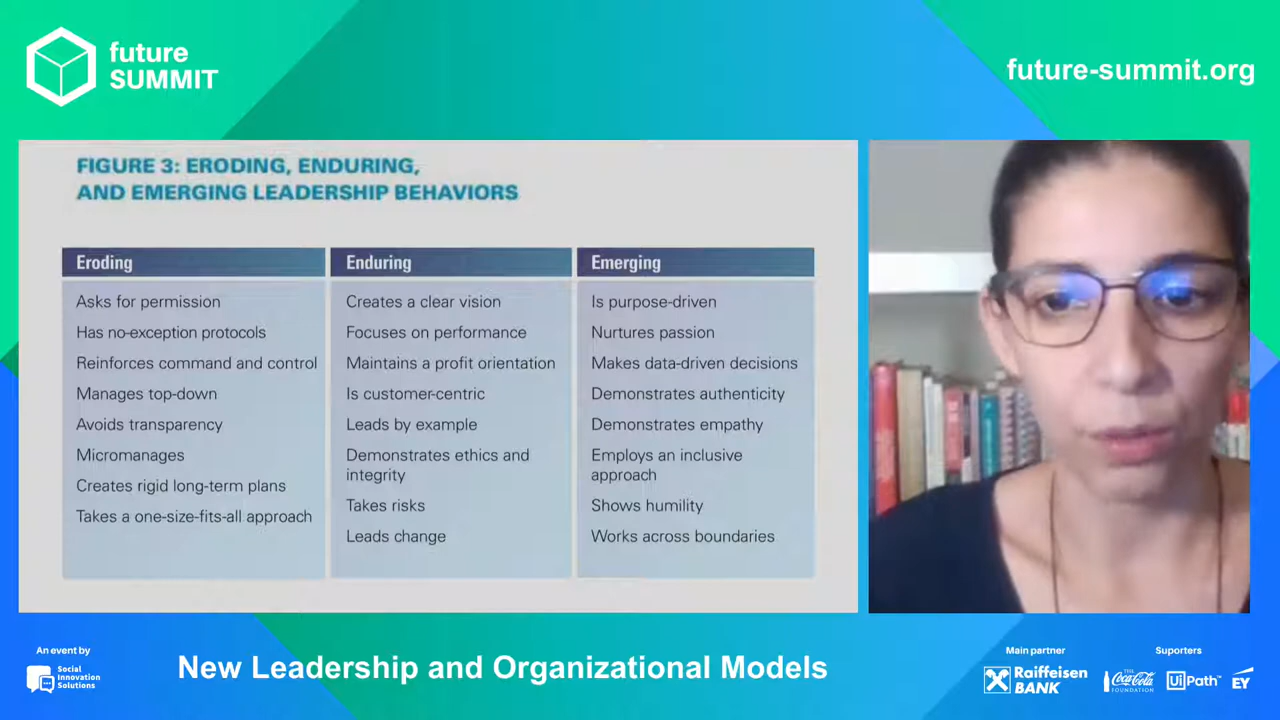 future
SUMMIT
future-summit.org
FIGURE 3: ERODING, ENDURING,
AND EMERGING LEADERSHIP BEHAVIORS
Eroding
Asks for permission
Has no-exception protocols
Reinforces command and control
Manages top-down
Avoids transparency
Micromanages
Creates rigid long-term plans
Takes a one-size-fits-all approach
Enduring
Creates a clear vision
Focuses on performance
Maintains a profit orientation
Is customer-centric
Leads by example
Demonstrates ethics and
integrity
Takes risks
Leads change
Emerging
Is purpose-driven
Nurtures passion
Makes data-driven decisions
Demonstrates authenticity
Demonstrates empathy
Employs an inclusive
approach
Shows humility
Works across boundaries
An event by
Social
Innovation
Solutions
New Leadership and Organizational Models
Main partner
Raiffeisen
BANK
Supporters
THE
Coca-Cola
FOUNDATION
UiPath™
EY